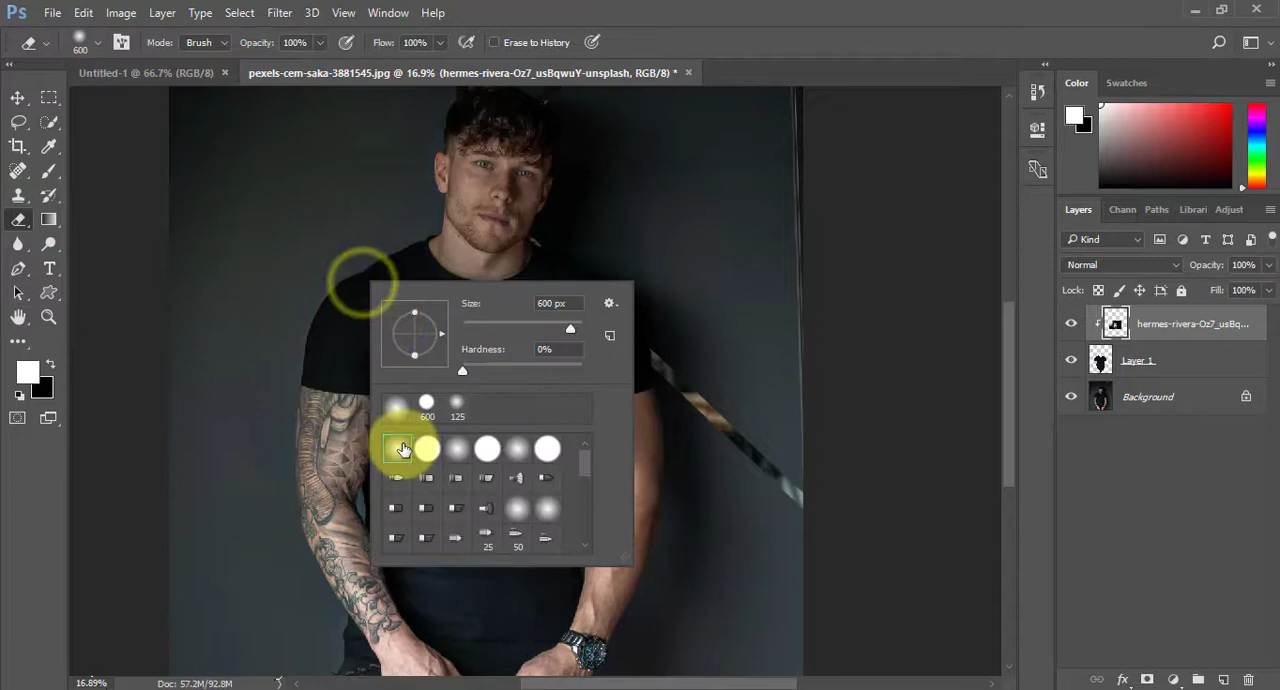 Ps File Edit Image Layer Type Select Filter 3D View Window Help
600 Mode: Brush Opacity: 100% Flow: 100% Erase to History
Untitled-1 @ 66.7% (RGB/8) × pexels-cem-saka-3881545.jpg @ 16.9% (hermes-rivera-Oz7_usBqwuY-unsplash, RGB/8) * ×
Color Swatches
Layers Chann Paths Librari Adjust
Kind
Normal Opacity: 100%
Lock: Fill: 100%
hermes-rivera-Oz7_usBq...
Layer 1
Background
Size: 600 px
Hardness: 0%
600 125
25 50
16.89% Doc: 57.2M/92.8M
fx